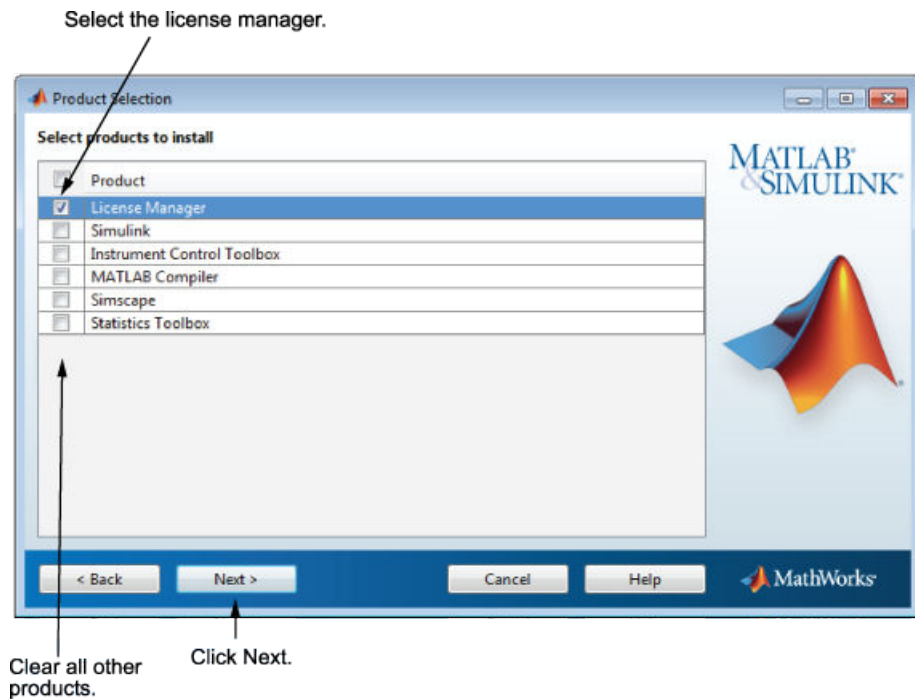 Select the license manager.
Product Selection
Select products to install
Product
License Manager
Simulink
Instrument Control Toolbox
MATLAB Compiler
Simscape
Statistics Toolbox
MATLAB®
&SIMULINK®
< Back
Next >
Cancel
Help
MathWorks®
Clear all other
products.
Click Next.